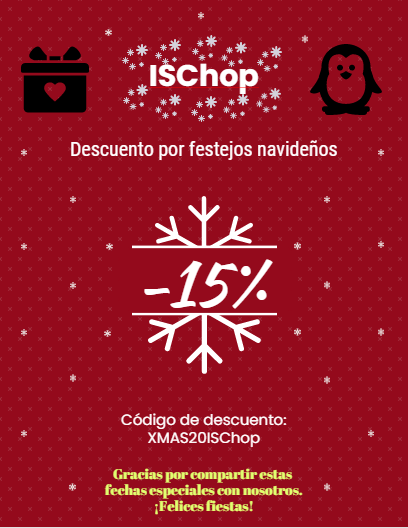 ISChop
Descuento por festejos navideños
-15%
Código de descuento:
XMAS20ISChop
Gracias por compartir estas
fechas especiales con nosotros.
¡Felices fiestas!